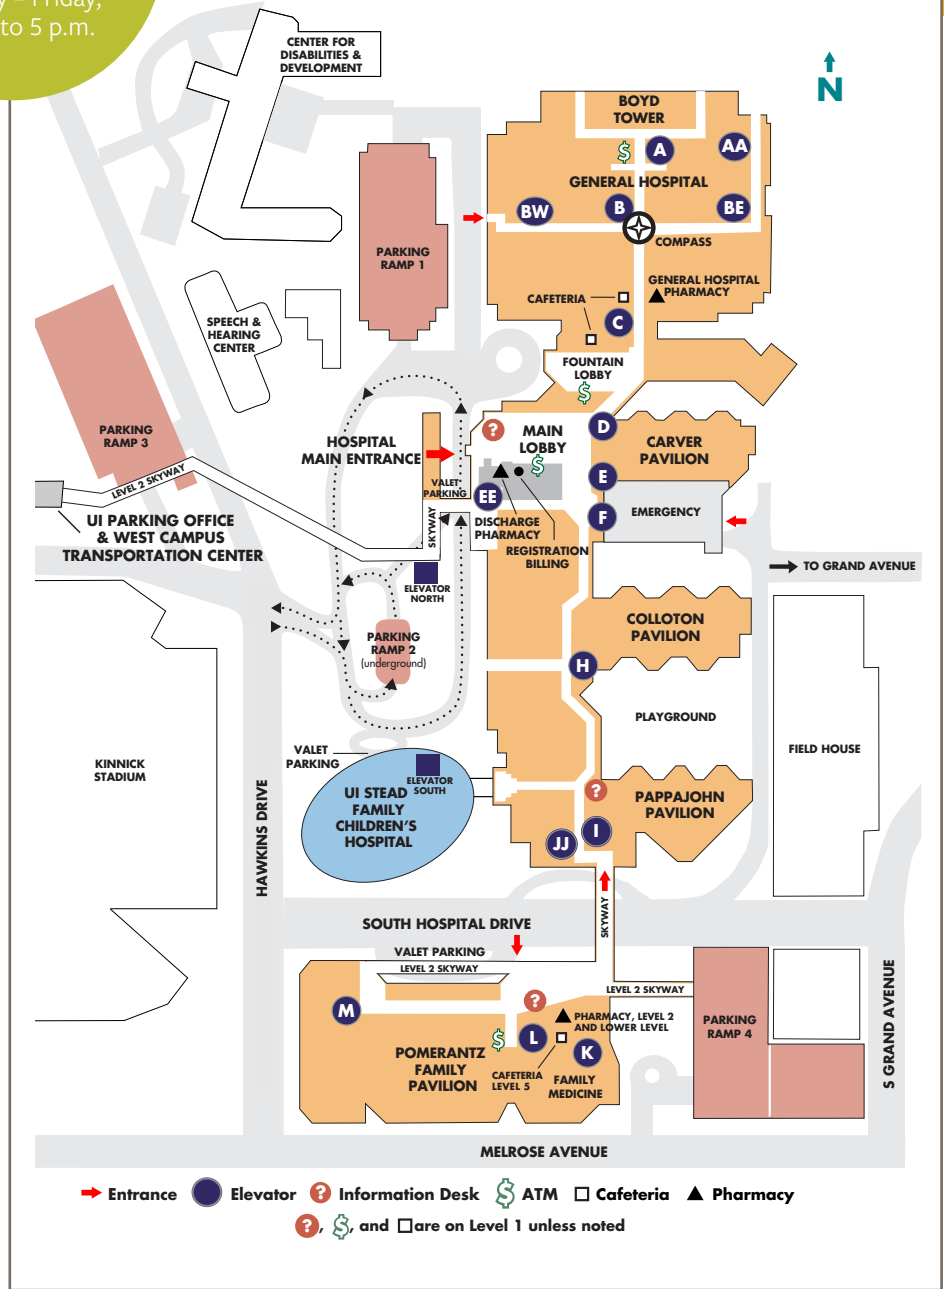 Friday,
to 5 p.m.
CENTER FOR
DISABILITIES &
DEVELOPMENT
N
BOYD
TOWER
$
A
AA
GENERAL HOSPITAL
BW
B
BE
COMPASS
PARKING
RAMP 1
GENERAL HOSPITAL
PHARMACY
CAFETERIA
C
SPEECH &
HEARING
CENTER
FOUNTAIN
LOBBY
$
PARKING
RAMP 3
HOSPITAL
MAIN ENTRANCE
?
MAIN
LOBBY
$
D
CARVER
PAVILION
E
LEVEL 2 SKYWAY
VALET
PARKING
EE
F
EMERGENCY
UI PARKING OFFICE
& WEST CAMPUS
TRANSPORTATION CENTER
SKYWAY
DISCHARGE
PHARMACY
REGISTRATION
BILLING
TO GRAND AVENUE
ELEVATOR
NORTH
PARKING
RAMP 2
(underground)
COLLOTON
PAVILION
H
PLAYGROUND
KINNICK
STADIUM
VALET
PARKING
ELEVATOR
SOUTH
FIELD HOUSE
UI STEAD
FAMILY
CHILDREN'S
HOSPITAL
?
PAPPAJOHN
PAVILION
HAWKINS DRIVE
JJ
I
SKYWAY
SOUTH HOSPITAL DRIVE
VALET PARKING
LEVEL 2 SKYWAY
LEVEL 2 SKYWAY
M
?
PHARMACY, LEVEL 2
AND LOWER LEVEL
PARKING
RAMP 4
S GRAND AVENUE
$
L
K
POMERANTZ
FAMILY
PAVILION
CAFETERIA
LEVEL 5
FAMILY
MEDICINE
MELROSE AVENUE
Entrance Elevator ? Information Desk $ ATM Cafeteria Pharmacy
?, $, and are on Level 1 unless noted